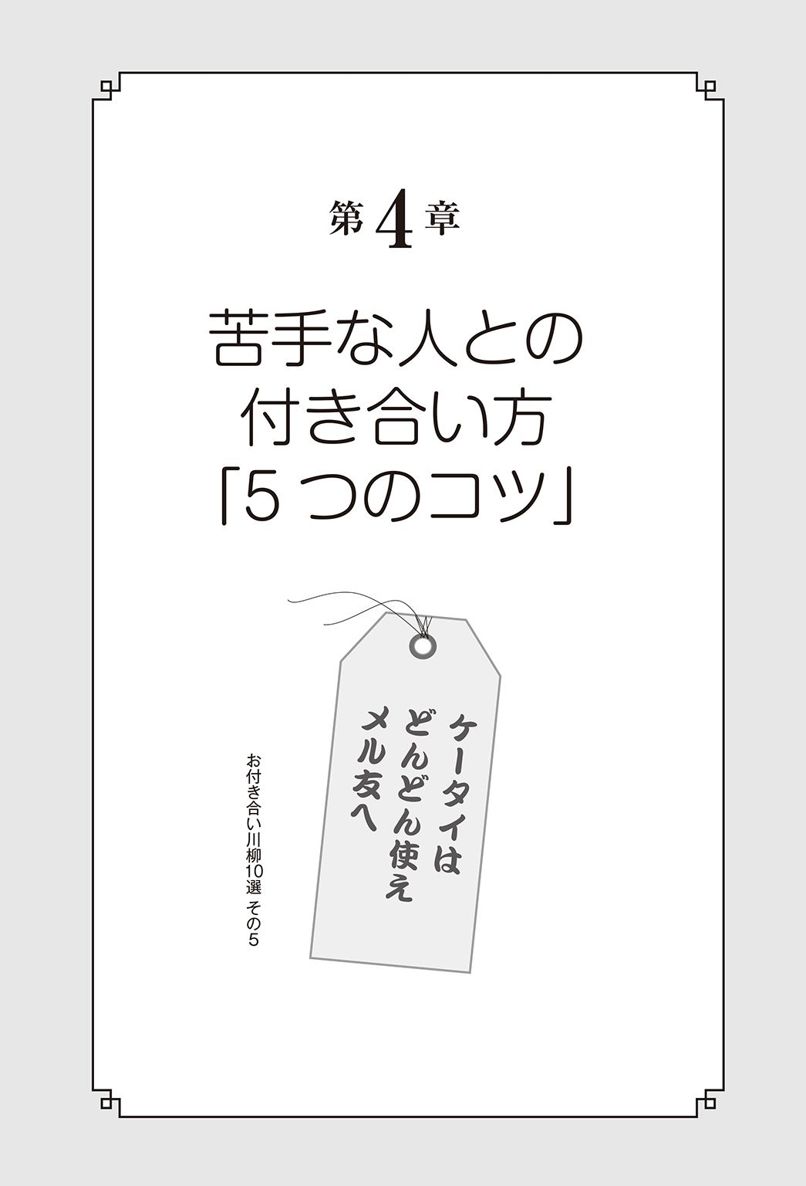 第4章
苦手な人との
付き合い方
「5つのコツ」
ケータイは
どんどん使え
メル友へ
お付き合い川柳10選 その5